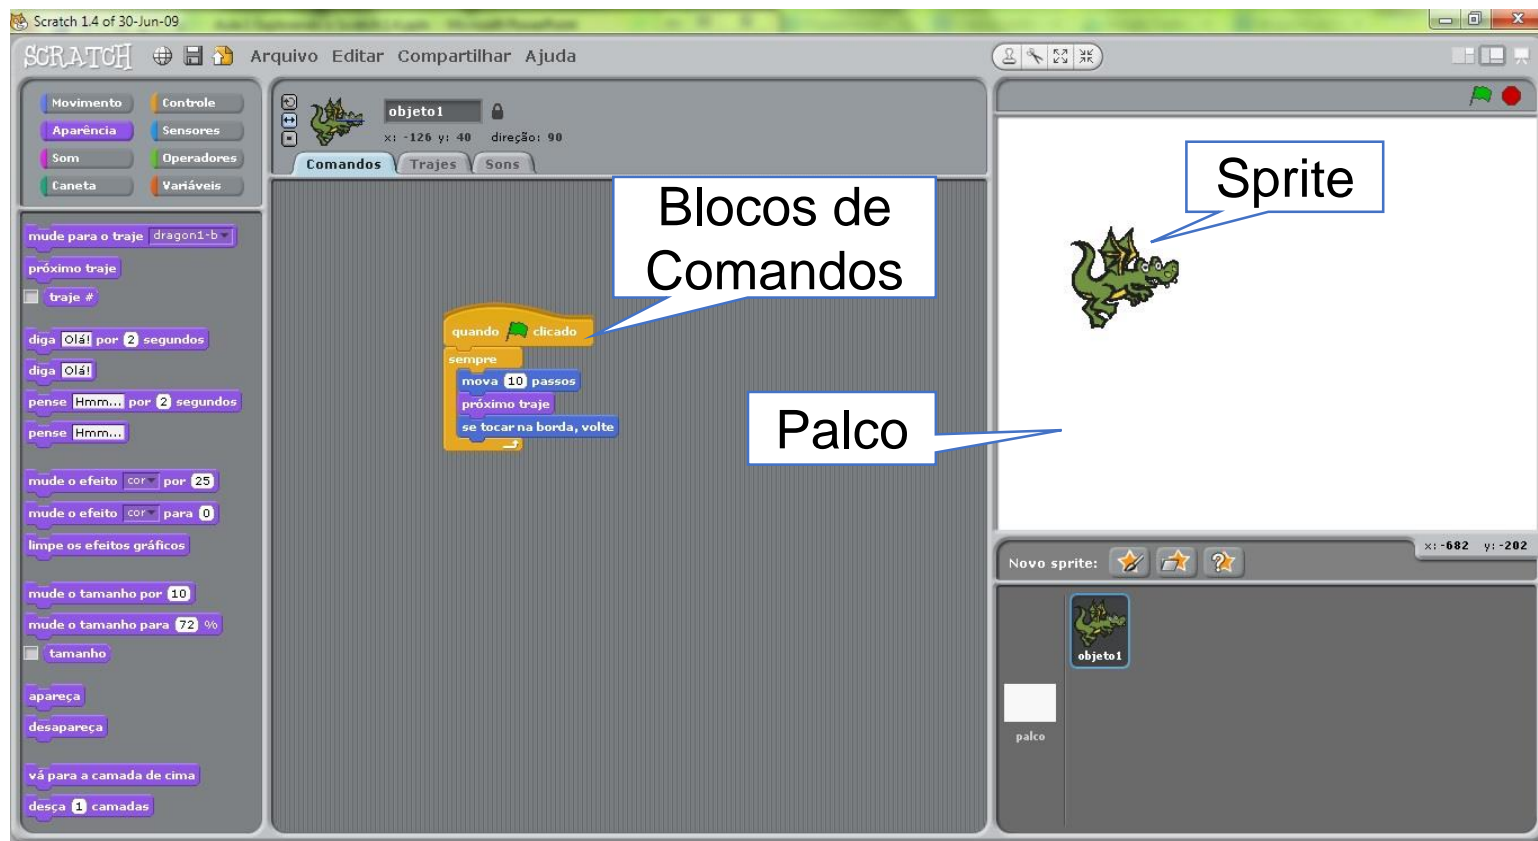 Scratch 1.4 of 30-Jun-09
SCRATCH Arquivo Editar Compartilhar Ajuda
Movimento Controle
Aparência Sensores
Som Operadores
Caneta Variáveis
mude para o traje dragon1-b
próximo traje
traje #
diga Olá! por 2 segundos
diga Olá!
pense Hmm... por 2 segundos
pense Hmm...
mude o efeito cor por 25
mude o efeito cor para 0
limpe os efeitos gráficos
mude o tamanho por 10
mude o tamanho para 72 %
tamanho
apareça
desapareça
vá para a camada de cima
desça 1 camadas
objeto1
x: -126 y: 40 direção: 90
Comandos Trajes Sons
Blocos de
Comandos
quando clicado
sempre
mova 10 passos
próximo traje
se tocar na borda, volte
Palco
Sprite
x: -682 y: -202
Novo sprite:
objeto1
palco